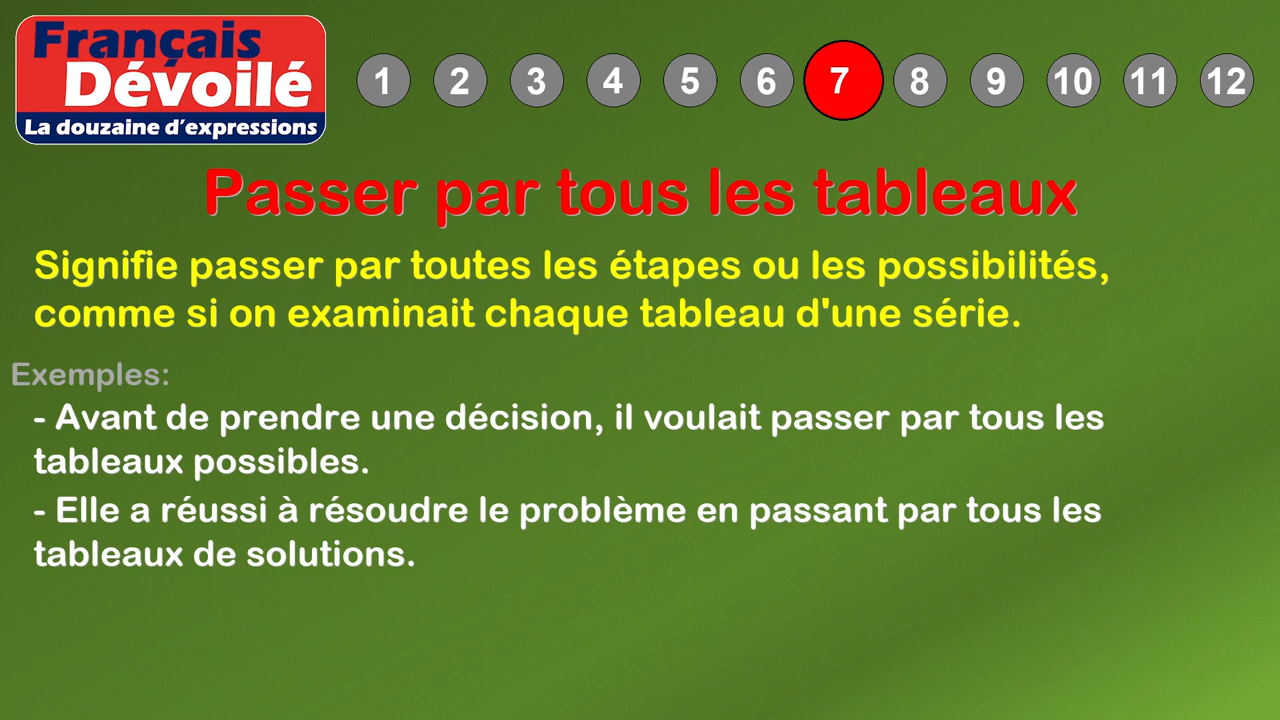 Français
Dévoilé
La douzaine d'expressions
1 2 3 4 5 6 7 8 9 10 11 12
Passer par tous les tableaux
Signifie passer par toutes les étapes ou les possibilités,
comme si on examinait chaque tableau d'une série.
Exemples:
- Avant de prendre une décision, il voulait passer par tous les
tableaux possibles.
- Elle a réussi à résoudre le problème en passant par tous les
tableaux de solutions.